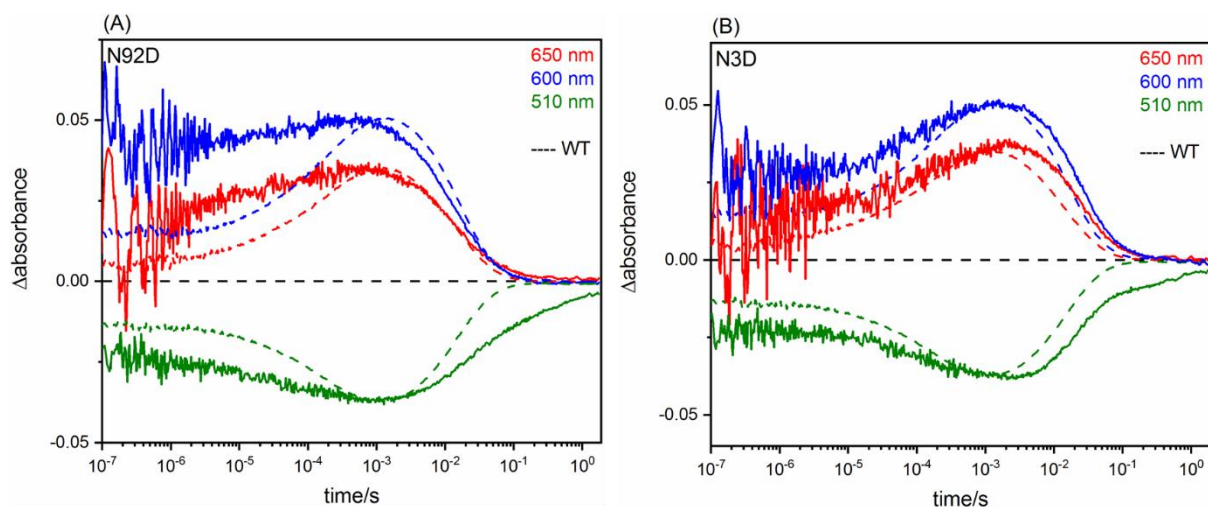 (A)
N92D
650 nm
600 nm
510 nm
---- WT
0.05
0.00
-0.05
Δabsorbance
10⁻⁷ 10⁻⁶ 10⁻⁵ 10⁻⁴ 10⁻³ 10⁻² 10⁻¹ 10⁰
time/s
(B)
N3D
650 nm
600 nm
510 nm
---- WT
0.05
0.00
-0.05
Δabsorbance
10⁻⁷ 10⁻⁶ 10⁻⁵ 10⁻⁴ 10⁻³ 10⁻² 10⁻¹ 10⁰
time/s